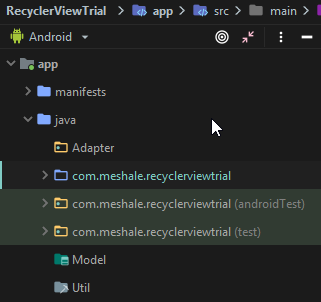 RecyclerViewTrial app src main
Android
app
manifests
java
Adapter
com.meshale.recyclerviewtrial
com.meshale.recyclerviewtrial (androidTest)
com.meshale.recyclerviewtrial (test)
Model
Util